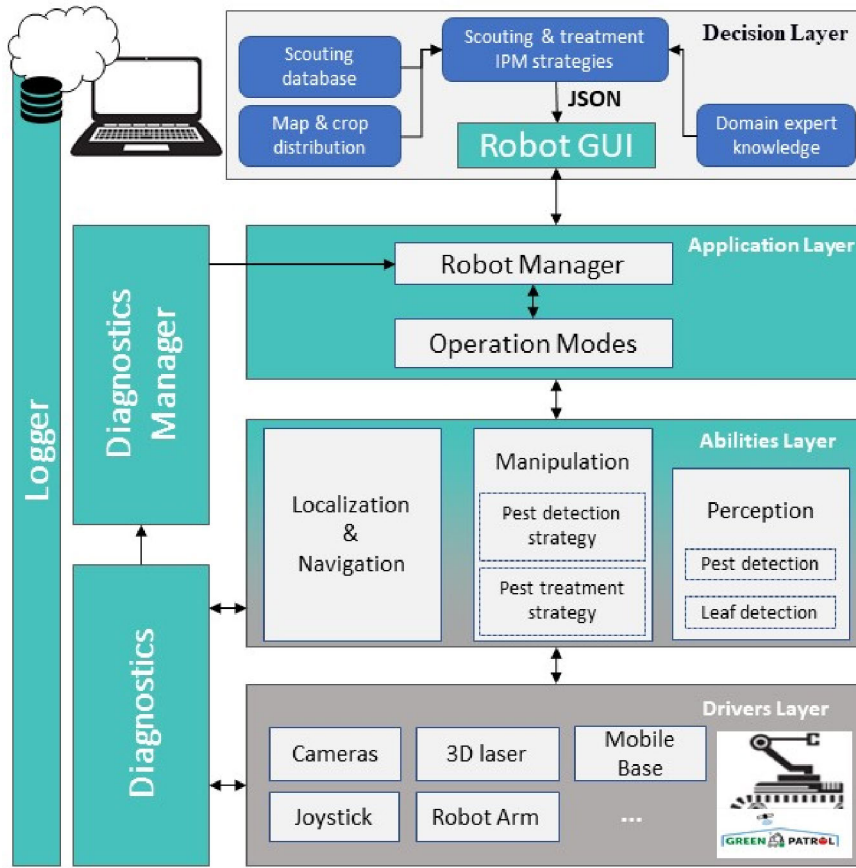 Decision Layer
Scouting
database
Scouting & treatment
IPM strategies
JSON
Map & crop
distribution
Domain expert
knowledge
Robot GUI
Logger
Diagnostics
Manager
Application Layer
Robot Manager
Operation Modes
Abilities Layer
Localization
&
Navigation
Manipulation
Pest detection
strategy
Pest treatment
strategy
Perception
Pest detection
Leaf detection
Diagnostics
Drivers Layer
Cameras
3D laser
Mobile
Base
Joystick
Robot Arm
...
GREEN PATROL